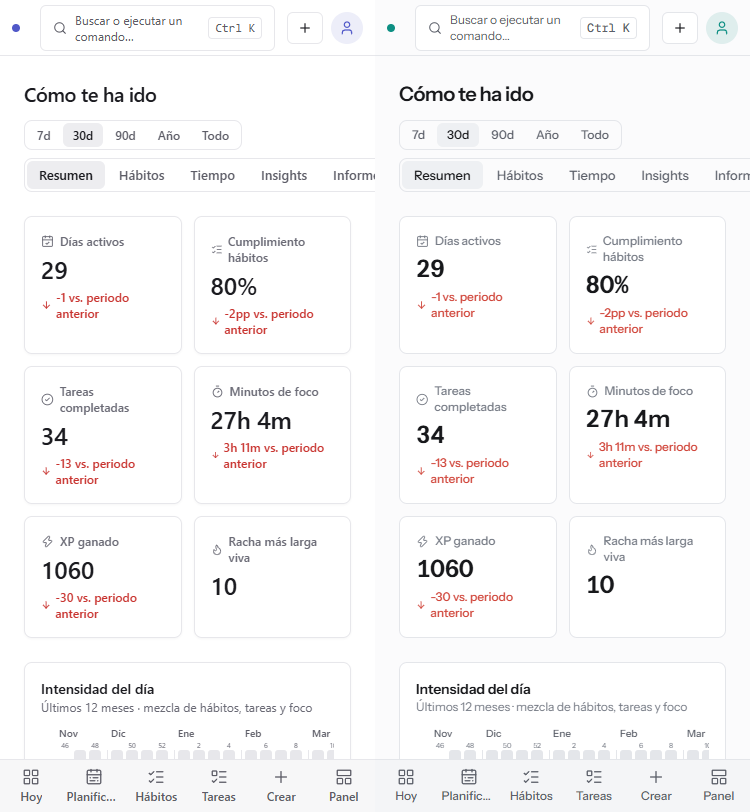 Buscar o ejecutar un
comando...
Ctrl K
Cómo te ha ido
7d 30d 90d Año Todo
Resumen Hábitos Tiempo Insights Inform
Días activos
29
-1 vs. periodo
anterior
Cumplimiento
hábitos
80%
-2pp vs. periodo
anterior
Tareas
completadas
34
-13 vs. periodo
anterior
Minutos de foco
27h 4m
3h 11m vs. periodo
anterior
XP ganado
1060
-30 vs. periodo
anterior
Racha más larga
viva
10
Intensidad del día
Últimos 12 meses · mezcla de hábitos, tareas y foco
Nov Dic Ene Feb Mar
46 48 50 52 2 4 6 8
Hoy Planific... Hábitos Tareas Crear Panel
Buscar o ejecutar un
comando...
Ctrl K
Cómo te ha ido
7d 30d 90d Año Todo
Resumen Hábitos Tiempo Insights Inform
Días activos
29
-1 vs. periodo
anterior
Cumplimiento
hábitos
80%
-2pp vs. periodo
anterior
Tareas
completadas
34
-13 vs. periodo
anterior
Minutos de foco
27h 4m
3h 11m vs. periodo
anterior
XP ganado
1060
-30 vs. periodo
anterior
Racha más larga
viva
10
Intensidad del día
Últimos 12 meses · mezcla de hábitos, tareas y foco
Nov Dic Ene Feb Mar
46 48 50 52 2 4 6 8
Hoy Planific... Hábitos Tareas Crear Panel